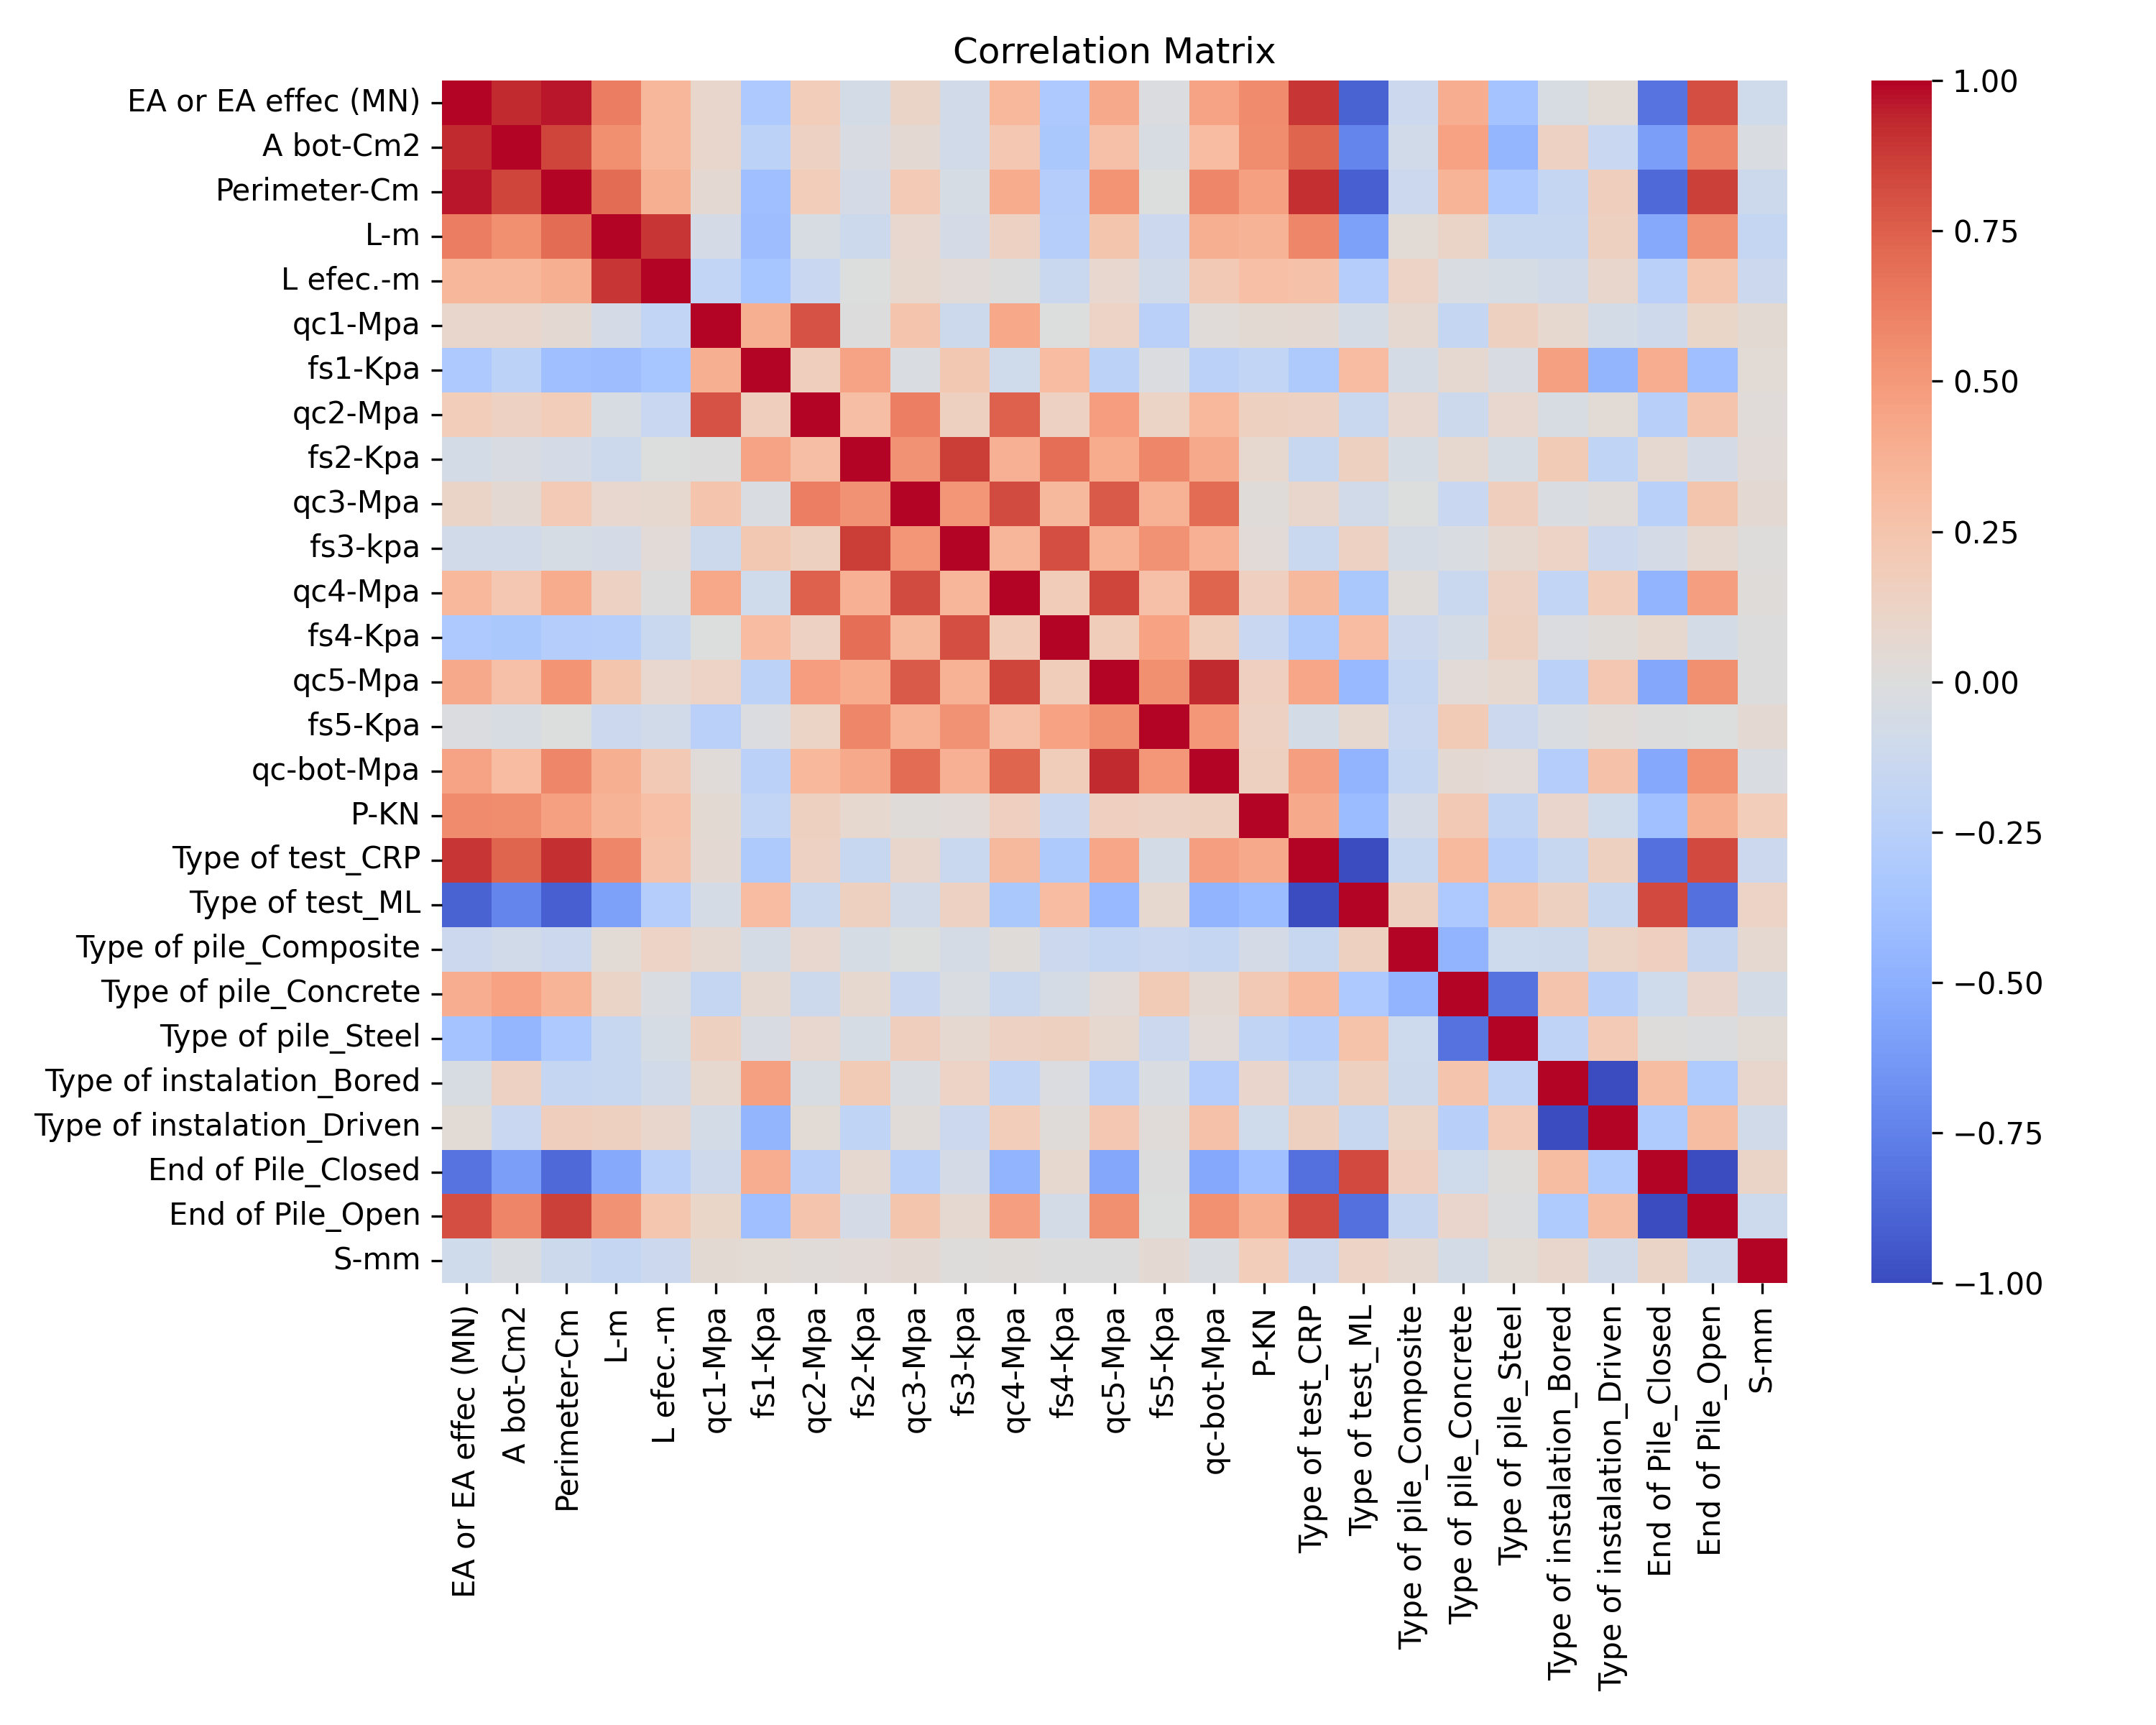 Correlation Matrix
EA or EA effec (MN)
A bot-Cm2
Perimeter-Cm
L-m
L efec.-m
qc1-Mpa
fs1-Kpa
qc2-Mpa
fs2-Kpa
qc3-Mpa
fs3-kpa
qc4-Mpa
fs4-Kpa
qc5-Mpa
fs5-Kpa
qc-bot-Mpa
P-KN
Type of test_CRP
Type of test_ML
Type of pile_Composite
Type of pile_Concrete
Type of pile_Steel
Type of instalation_Bored
Type of instalation_Driven
End of Pile_Closed
End of Pile_Open
S-mm
EA or EA effec (MN)
A bot-Cm2
Perimeter-Cm
L-m
L efec.-m
qc1-Mpa
fs1-Kpa
qc2-Mpa
fs2-Kpa
qc3-Mpa
fs3-kpa
qc4-Mpa
fs4-Kpa
qc5-Mpa
fs5-Kpa
qc-bot-Mpa
P-KN
Type of test_CRP
Type of test_ML
Type of pile_Composite
Type of pile_Concrete
Type of pile_Steel
Type of instalation_Bored
Type of instalation_Driven
End of Pile_Closed
End of Pile_Open
S-mm
1.00
0.75
0.50
0.25
0.00
−0.25
−0.50
−0.75
−1.00